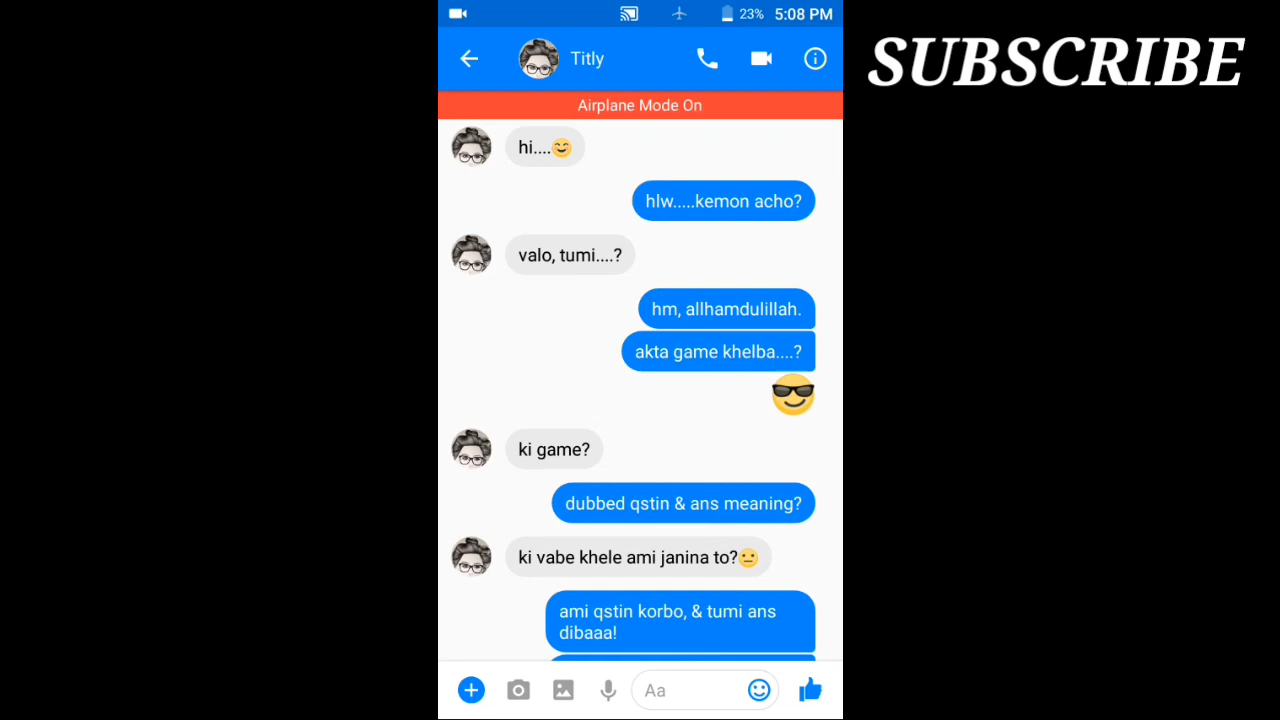 23% 5:08 PM
SUBSCRIBE
Titly
Airplane Mode On
hi....😊
hlw.....kemon acho?
valo, tumi....?
hm, allhamdulillah.
akta game khelba....?
😎
ki game?
dubbed qstin & ans meaning?
ki vabe khele ami janina to?😐
ami qstin korbo, & tumi ans
dibaaa!
Aa